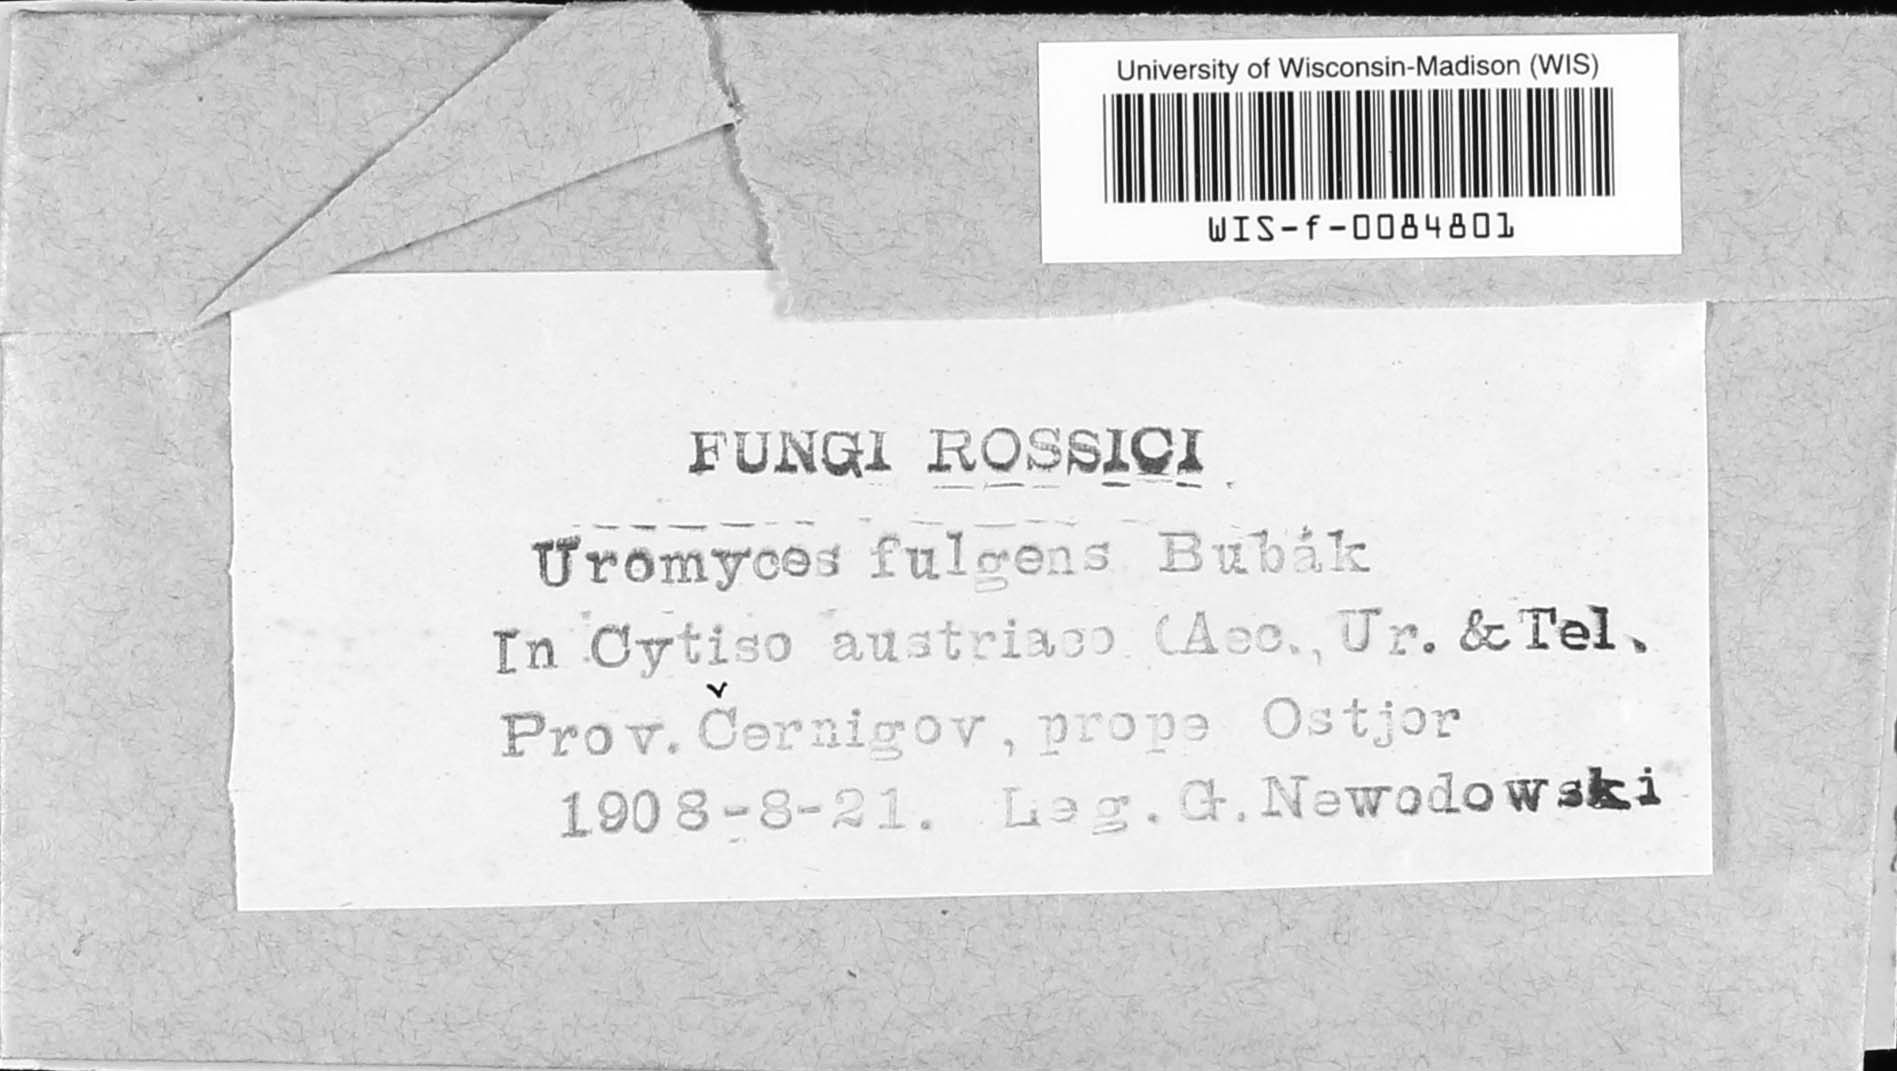 University of Wisconsin-Madison (WIS)
WIS-f-0084801
FUNGI ROSSICI
Uromyces fulgens Bubák
In Cytiso austriaco (Aec., Ur. & Tel.
Prov. Černigov, prope Ostjor
1908-8-21. Leg. G. Newodowski